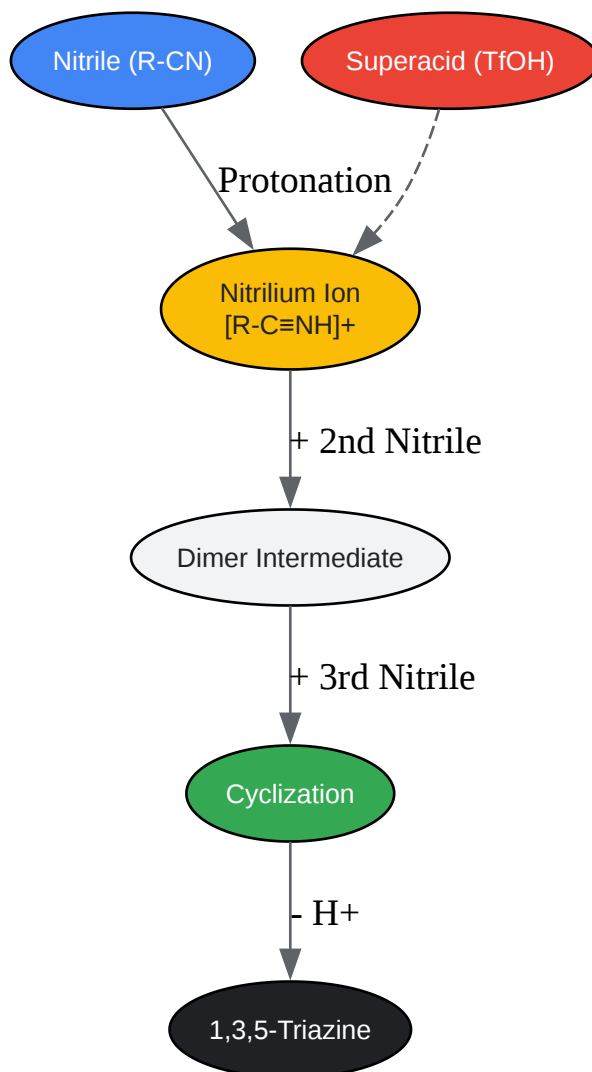 Nitrile (R-CN)
Superacid (TfOH)
Protonation
Nitrilium Ion
[R-C≡NH]+
+ 2nd Nitrile
Dimer Intermediate
+ 3rd Nitrile
Cyclization
- H+
1,3,5-Triazine